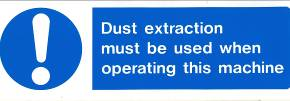 Dust extraction
must be used when
operating this machine